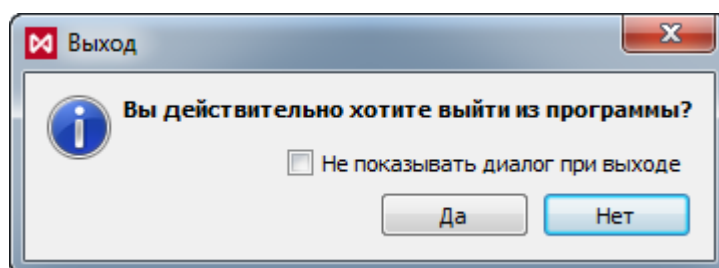 Выход
Вы действительно хотите выйти из программы?
Не показывать диалог при выходе
Да Нет